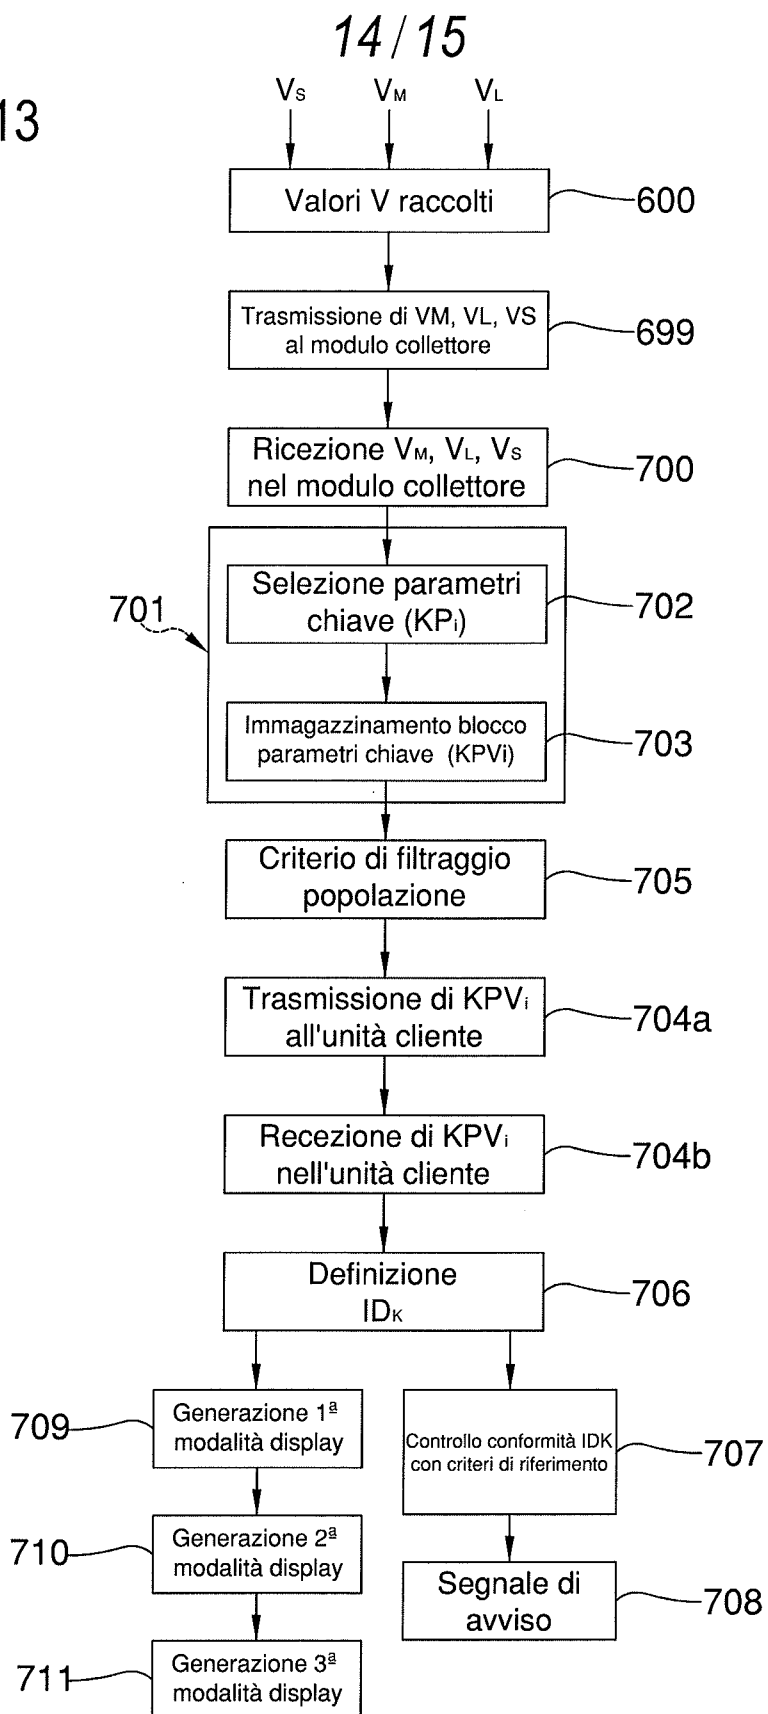 14/15
13
VS VM VL
Valori V raccolti
600
Trasmissione di VM, VL, VS
al modulo collettore
699
Ricezione VM, VL, VS
nel modulo collettore
700
701
Selezione parametri
chiave (KPi)
702
Immagazzinamento blocco
parametri chiave (KPVi)
703
Criterio di filtraggio
popolazione
705
Trasmissione di KPVi
all'unità cliente
704a
Recezione di KPVi
nell'unità cliente
704b
Definizione
IDK
706
709
Generazione 1ª
modalità display
Controllo conformità IDK
con criteri di riferimento
707
710
Generazione 2ª
modalità display
Segnale di
avviso
708
711
Generazione 3ª
modalità display